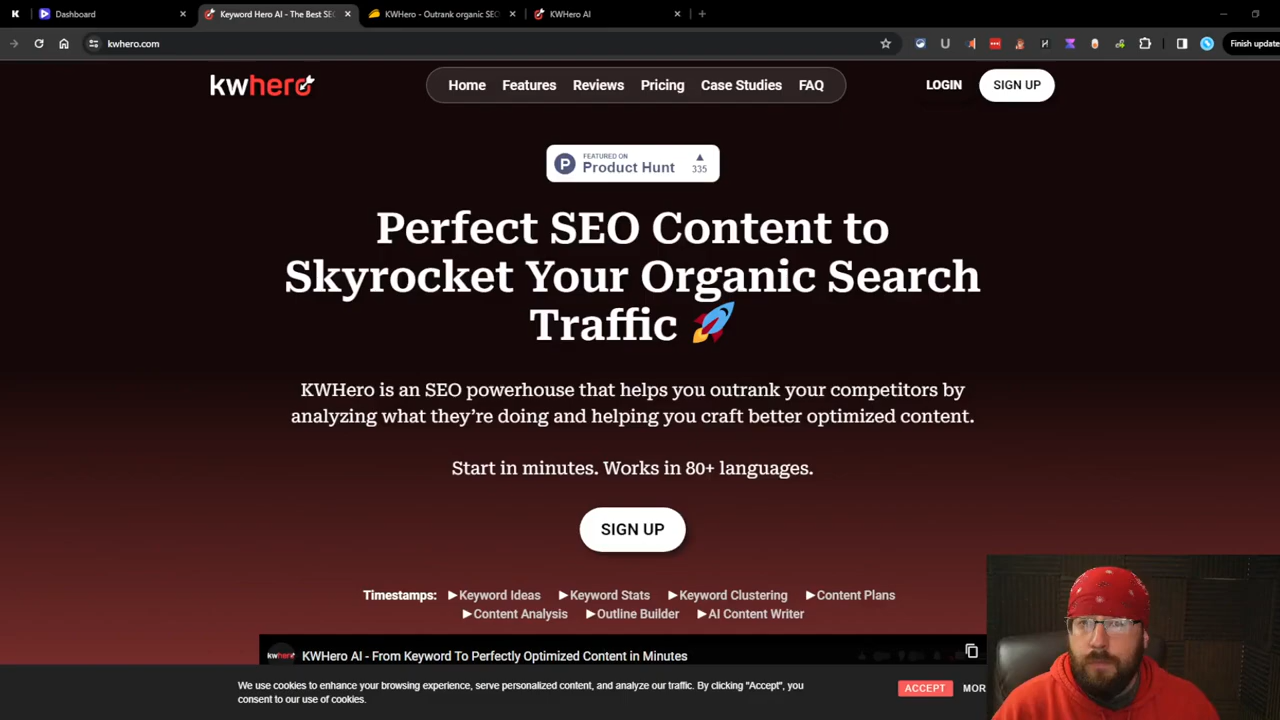 Dashboard
Keyword Hero AI - The Best SEO
KWHero - Outrank organic SEO
KWHero AI
kwhero.com
Finish update
kwhero
Home
Features
Reviews
Pricing
Case Studies
FAQ
LOGIN
SIGN UP
FEATURED ON
Product Hunt
335
Perfect SEO Content to
Skyrocket Your Organic Search
Traffic 🚀
KWHero is an SEO powerhouse that helps you outrank your competitors by
analyzing what they're doing and helping you craft better optimized content.
Start in minutes. Works in 80+ languages.
SIGN UP
Timestamps: ▶Keyword Ideas ▶Keyword Stats ▶Keyword Clustering ▶Content Plans
▶Content Analysis ▶Outline Builder ▶AI Content Writer
kwhero
KWHero AI - From Keyword To Perfectly Optimized Content in Minutes
We use cookies to enhance your browsing experience, serve personalized content, and analyze our traffic. By clicking "Accept", you
consent to our use of cookies.
ACCEPT
MOR